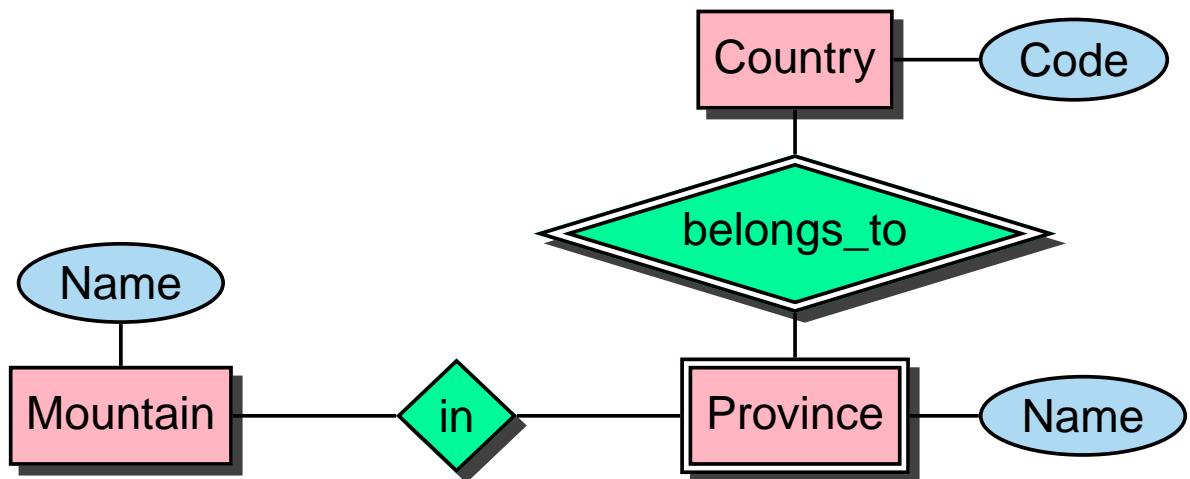 Country
Code
belongs_to
Name
Mountain
in
Province
Name